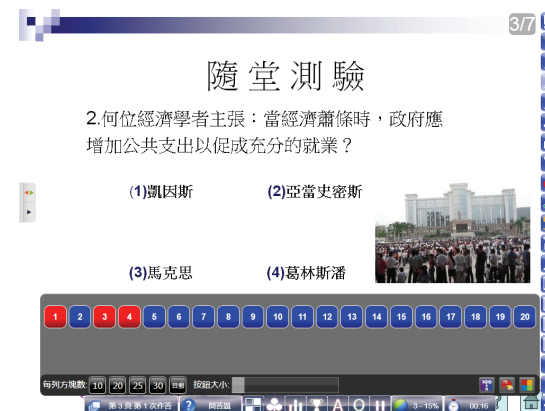 3/7
隨堂測驗
2.何位經濟學者主張：當經濟蕭條時，政府應
增加公共支出以促成充分的就業？
(1)凱因斯 (2)亞當史密斯
(3)馬克思 (4)葛林斯潘
1 2 3 4 5 6 7 8 9 10 11 12 13 14 15 16 17 18 19 20
每列方塊數: 10 20 25 30 自動 按鈕大小:
第3頁第1次作答 ? 問答題 A 3 - 15% 00:16